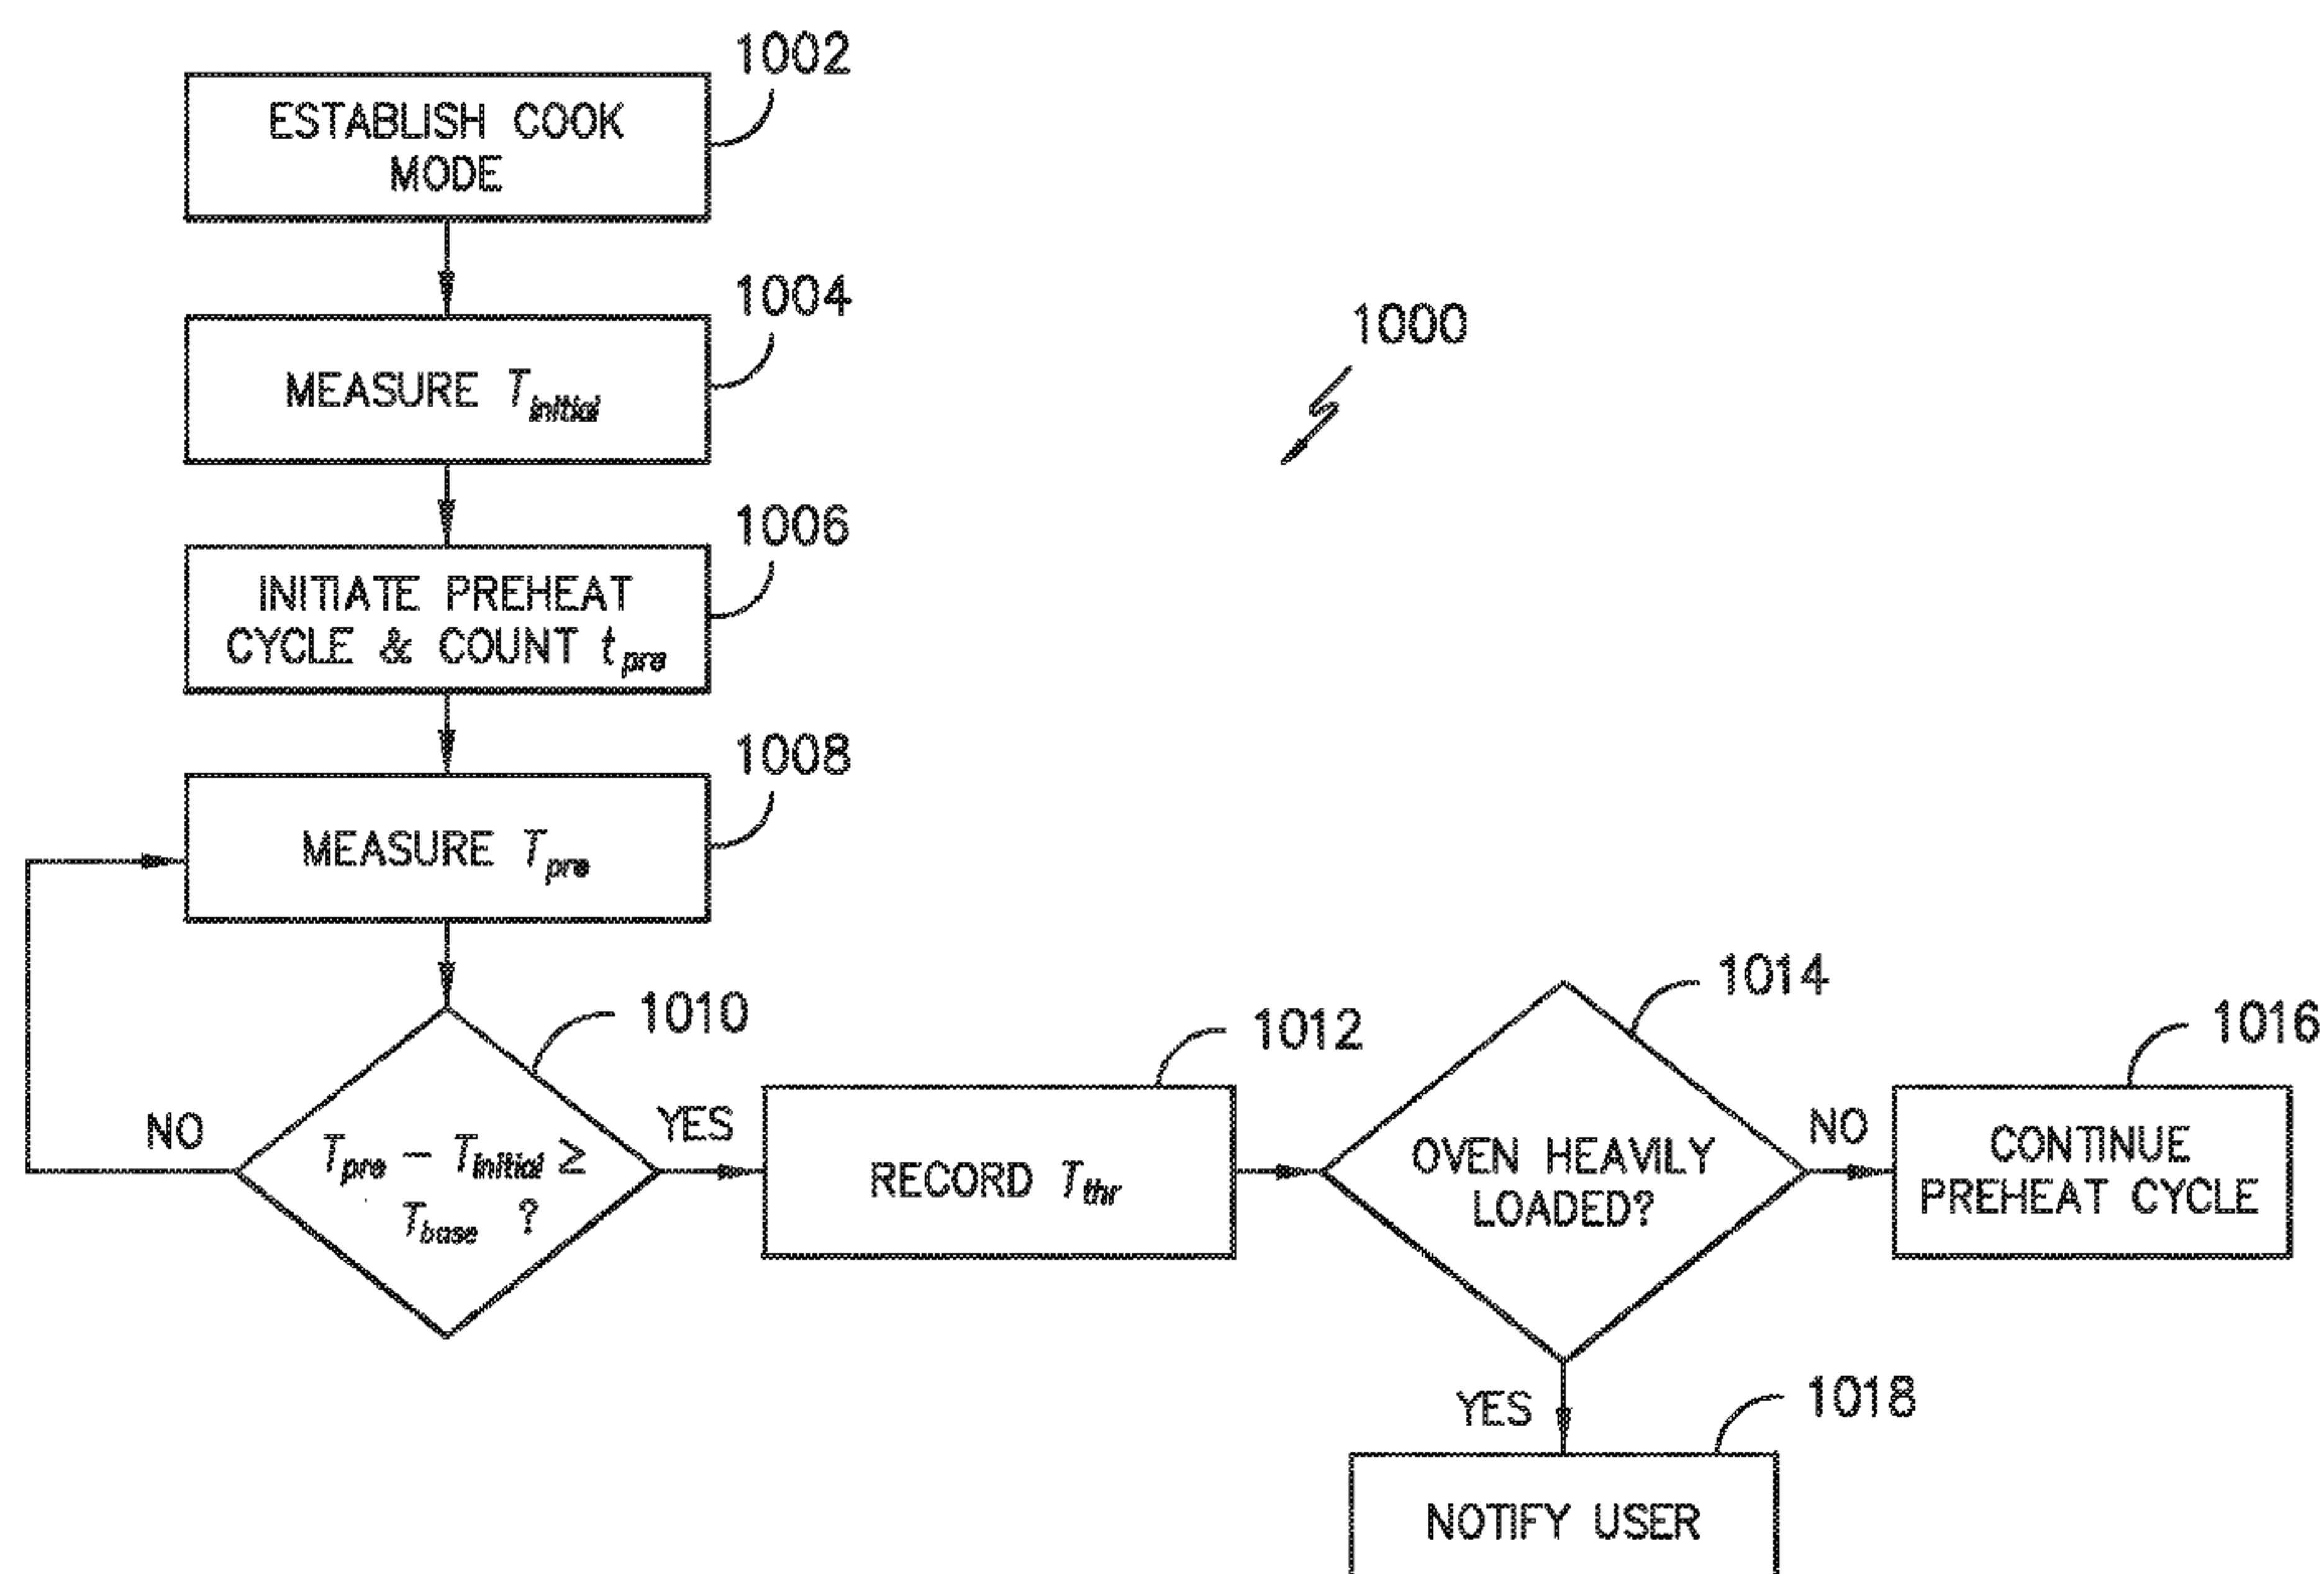 1002
ESTABLISH COOK
MODE
1004
MEASURE T_initial
1000
1006
INITIATE PREHEAT
CYCLE & COUNT t_pre
1008
MEASURE T_pre
1010
T_pre – T_initial ≥
T_base ?
NO
YES
1012
RECORD T_thr
1014
OVEN HEAVILY
LOADED?
NO
1016
CONTINUE
PREHEAT CYCLE
YES
1018
NOTIFY USER